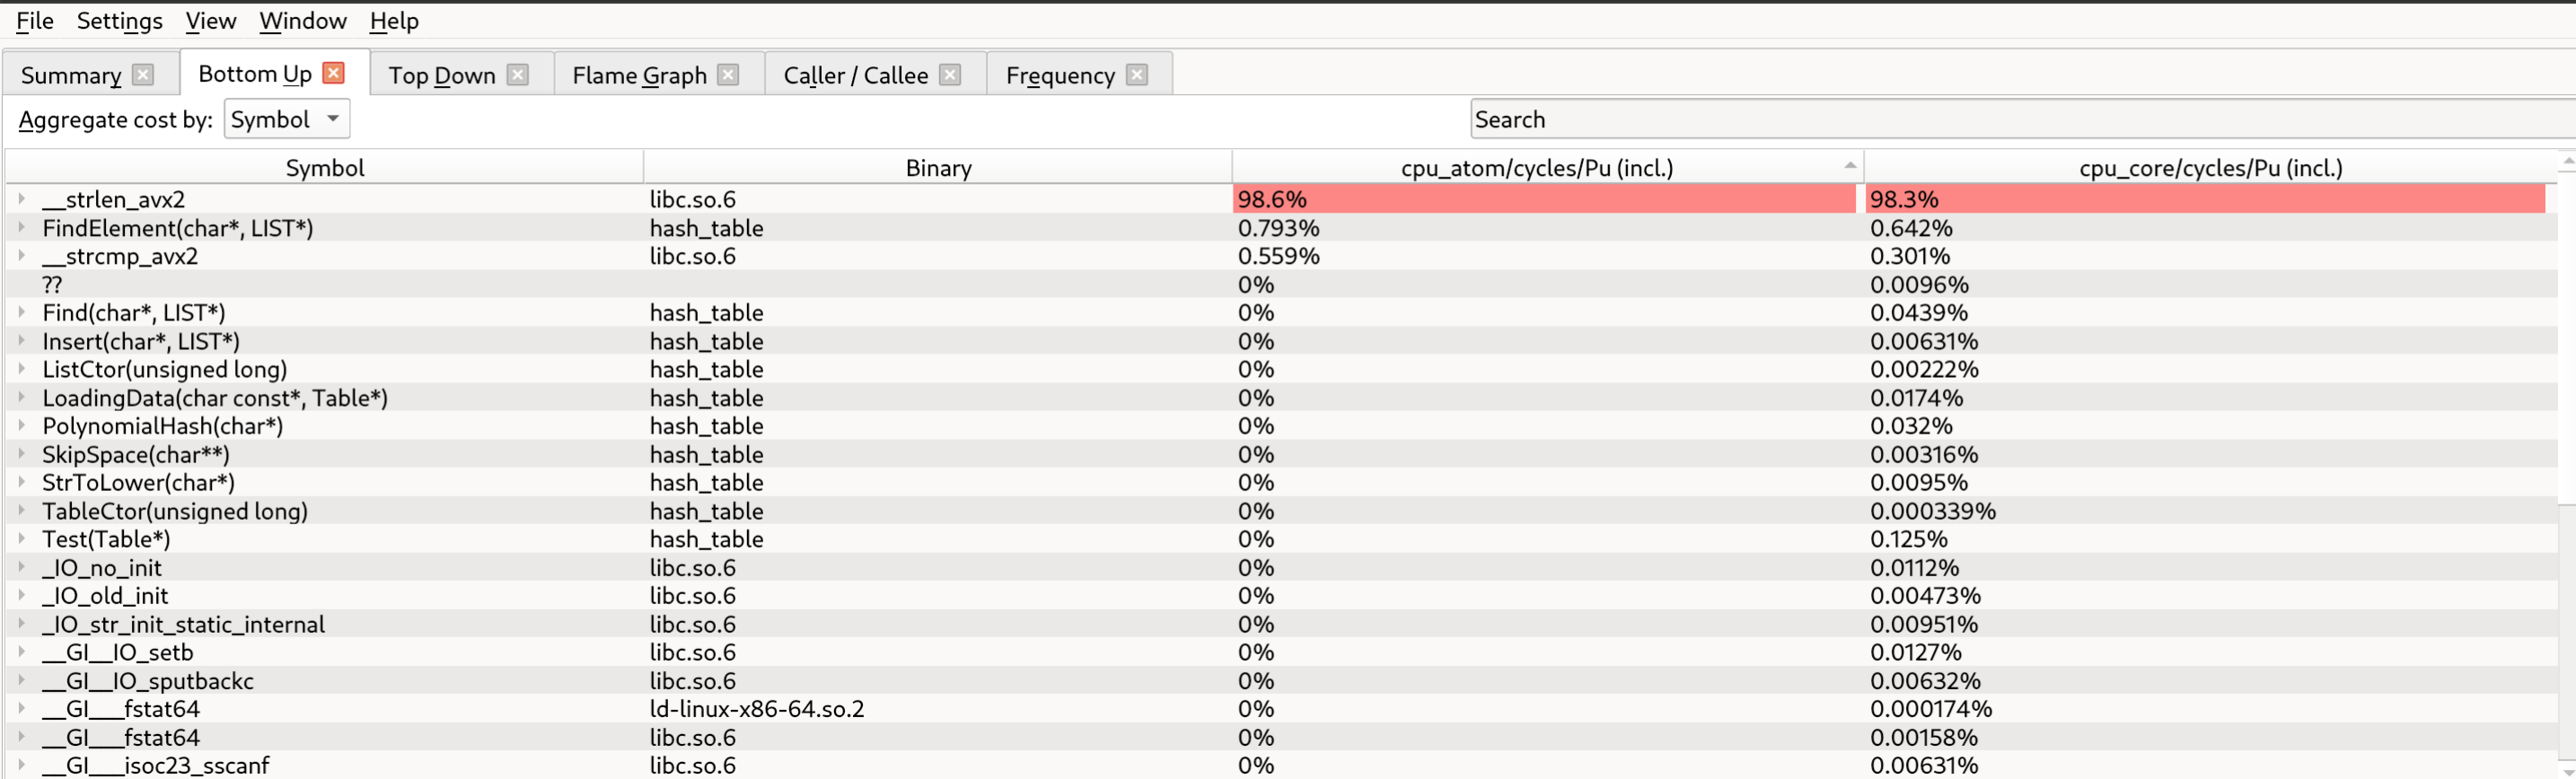 File Settings View Window Help
Summary Bottom Up Top Down Flame Graph Caller / Callee Frequency
Aggregate cost by: Symbol Search
Symbol Binary cpu_atom/cycles/Pu (incl.) cpu_core/cycles/Pu (incl.)
__strlen_avx2 libc.so.6 98.6% 98.3%
FindElement(char*, LIST*) hash_table 0.793% 0.642%
__strcmp_avx2 libc.so.6 0.559% 0.301%
?? 0% 0.0096%
Find(char*, LIST*) hash_table 0% 0.0439%
Insert(char*, LIST*) hash_table 0% 0.00631%
ListCtor(unsigned long) hash_table 0% 0.00222%
LoadingData(char const*, Table*) hash_table 0% 0.0174%
PolynomialHash(char*) hash_table 0% 0.032%
SkipSpace(char**) hash_table 0% 0.00316%
StrToLower(char*) hash_table 0% 0.0095%
TableCtor(unsigned long) hash_table 0% 0.000339%
Test(Table*) hash_table 0% 0.125%
_IO_no_init libc.so.6 0% 0.0112%
_IO_old_init libc.so.6 0% 0.00473%
_IO_str_init_static_internal libc.so.6 0% 0.00951%
__GI__IO_setb libc.so.6 0% 0.0127%
__GI__IO_sputbackc libc.so.6 0% 0.00632%
__GI___fstat64 ld-linux-x86-64.so.2 0% 0.000174%
__GI___fstat64 libc.so.6 0% 0.00158%
__GI___isoc23_sscanf libc.so.6 0% 0.00631%